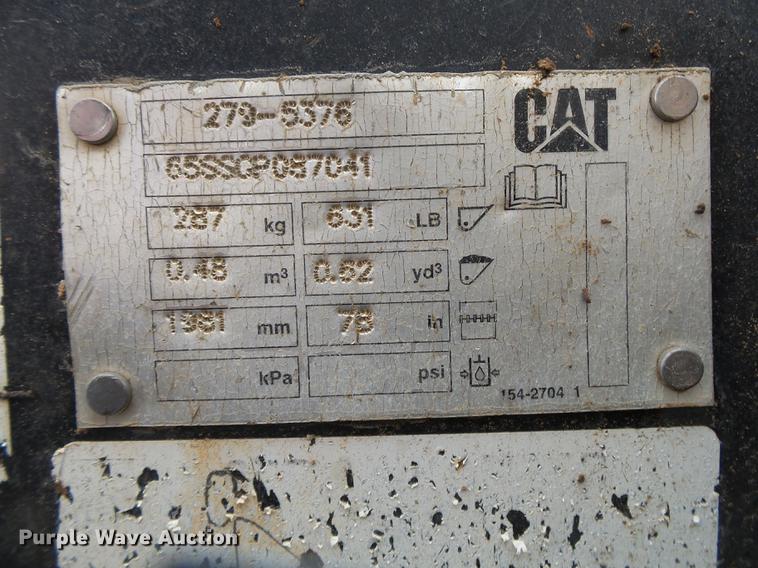 279-5376
CAT
287 kg 631 LB
0.48 m³ 0.62 yd³
1981 mm 78 in
kPa psi
154-2704 1
Purple Wave Auction